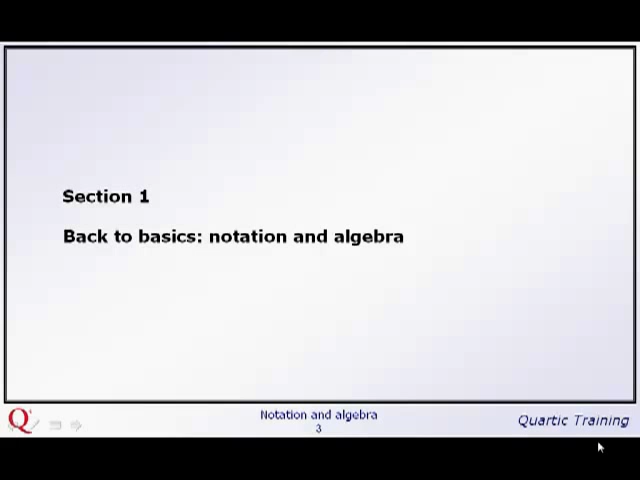 Section 1
Back to basics: notation and algebra
Q
Notation and algebra
3
Quartic Training